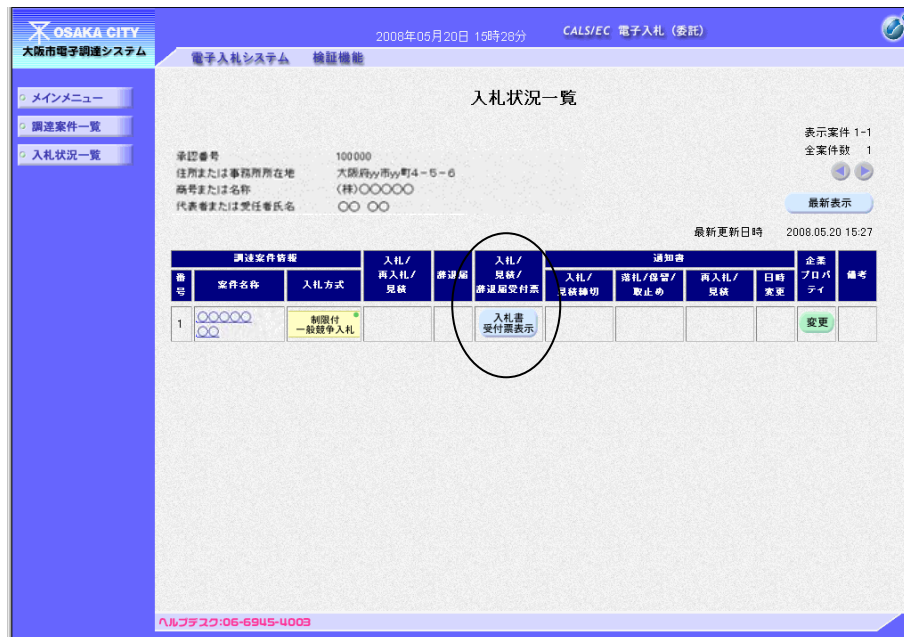 OSAKA CITY
大阪市電子調達システム
2008年05月20日 15時28分
CALS/EC 電子入札（委託）
電子入札システム 検証機能
メインメニュー
調達案件一覧
入札状況一覧
入札状況一覧
表示案件 1-1
全案件数 1
承認番号 100000
住所または事務所所在地 大阪府yy市yy町4－5－6
商号または名称 (株)○○○○○
代表者または受任者氏名 ○○ ○○
最新表示
最新更新日時 2008.05.20 15:27
調達案件情報
番号
案件名称
入札方式
入札/
再入札/
見積
辞退届
入札/
見積/
辞退届受付票
通知書
入札/
見積締切
落札/保留/
取止め
再入札/
見積
日時
変更
企業
プロパ
ティ
備考
1
○○○○○
○○
制限付
一般競争入札
入札書
受付票表示
変更
ヘルプデスク:06-6945-4003